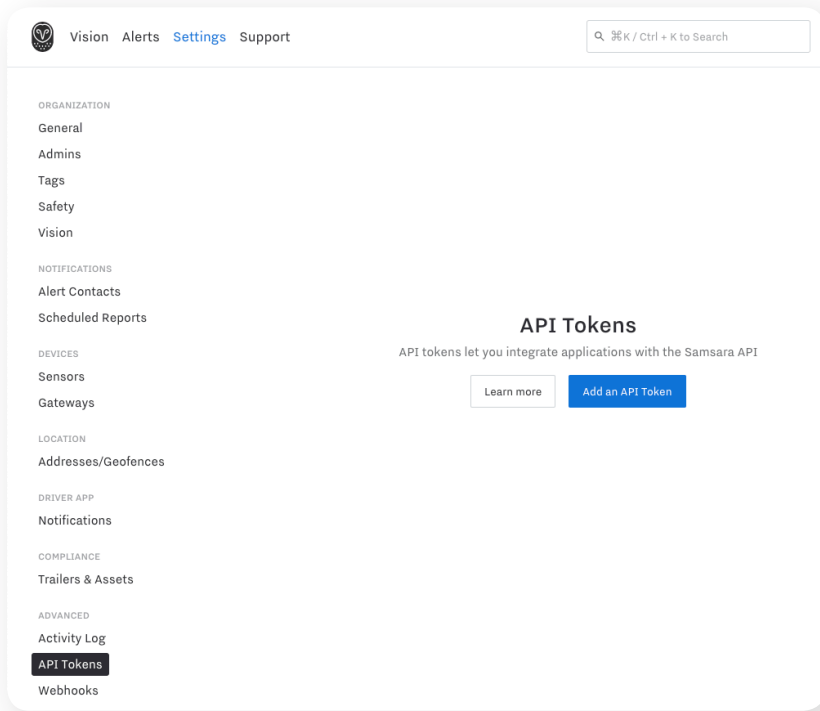 Vision Alerts Settings Support
⌘K / Ctrl + K to Search
ORGANIZATION
General
Admins
Tags
Safety
Vision
NOTIFICATIONS
Alert Contacts
Scheduled Reports
DEVICES
Sensors
Gateways
LOCATION
Addresses/Geofences
DRIVER APP
Notifications
COMPLIANCE
Trailers & Assets
ADVANCED
Activity Log
API Tokens
Webhooks
API Tokens
API tokens let you integrate applications with the Samsara API
Learn more Add an API Token